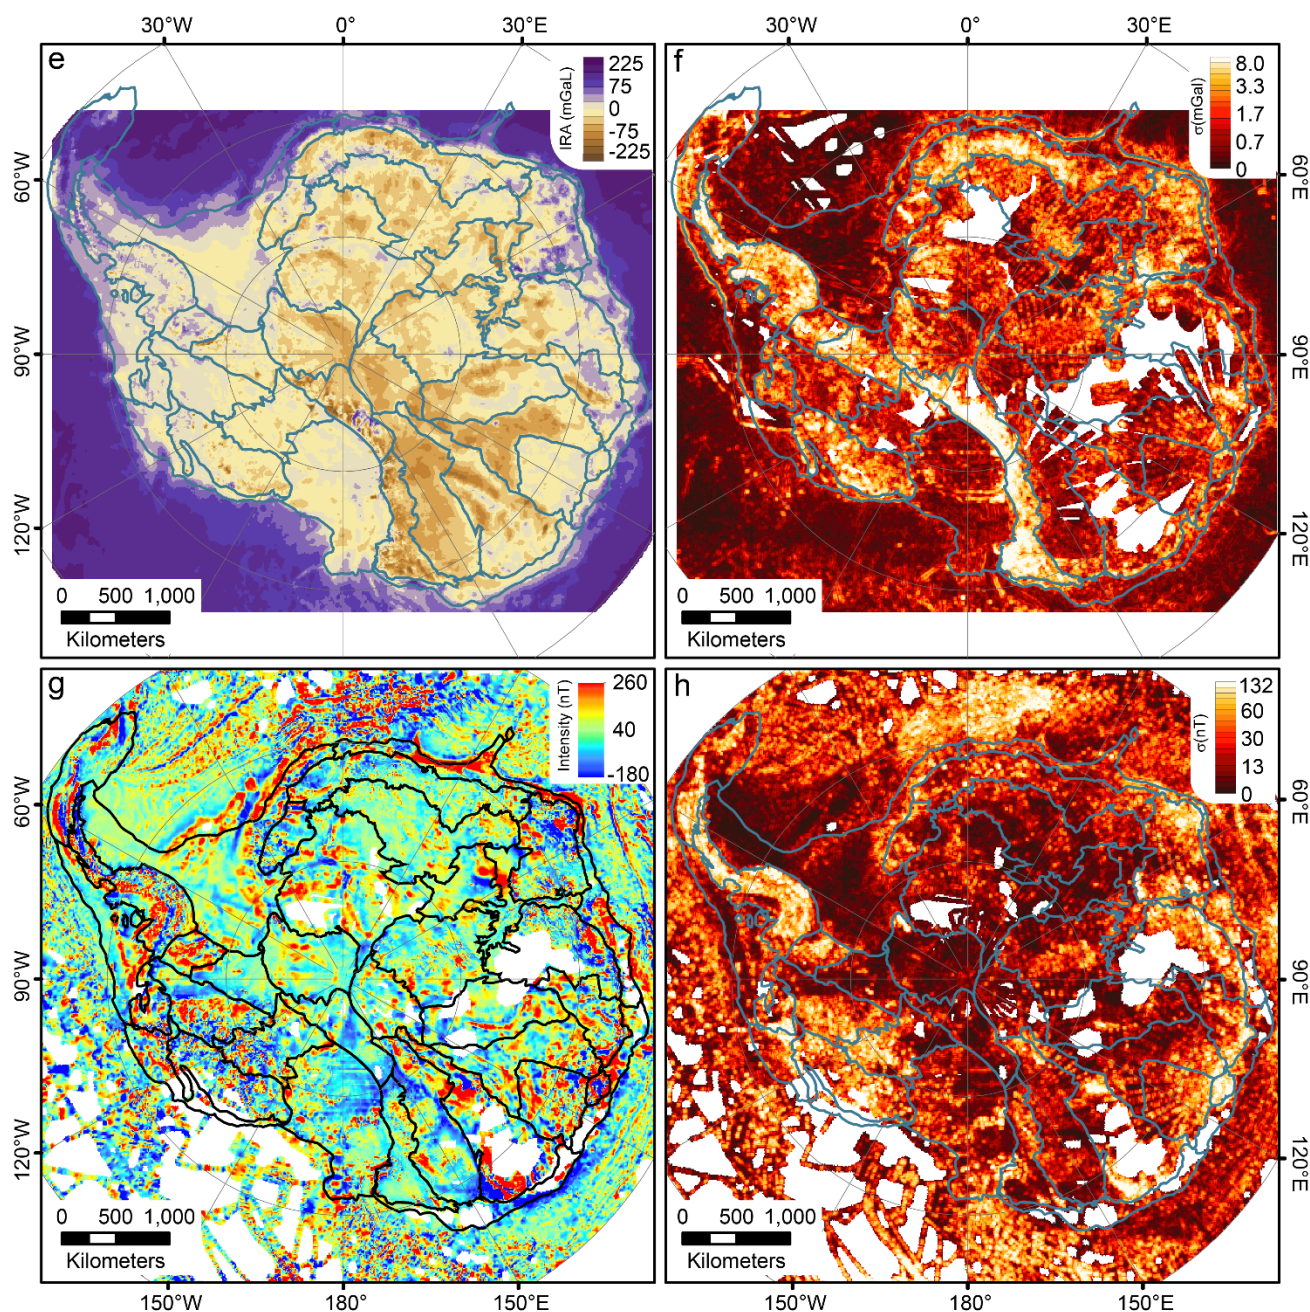 30°W 0° 30°E 30°W 0° 30°E
e
IRA (mGaL)
225
75
0
-75
-225
f
σ(mGal)
8.0
3.3
1.7
0.7
0
60°W
90°W
120°W
60°E
90°E
120°E
0 500 1,000
Kilometers
0 500 1,000
Kilometers
g
Intensity (nT)
260
40
-180
h
σ(nT)
132
60
30
13
0
60°W
90°W
120°W
60°E
90°E
120°E
0 500 1,000
Kilometers
0 500 1,000
Kilometers
150°W 180° 150°E 150°W 180° 150°E